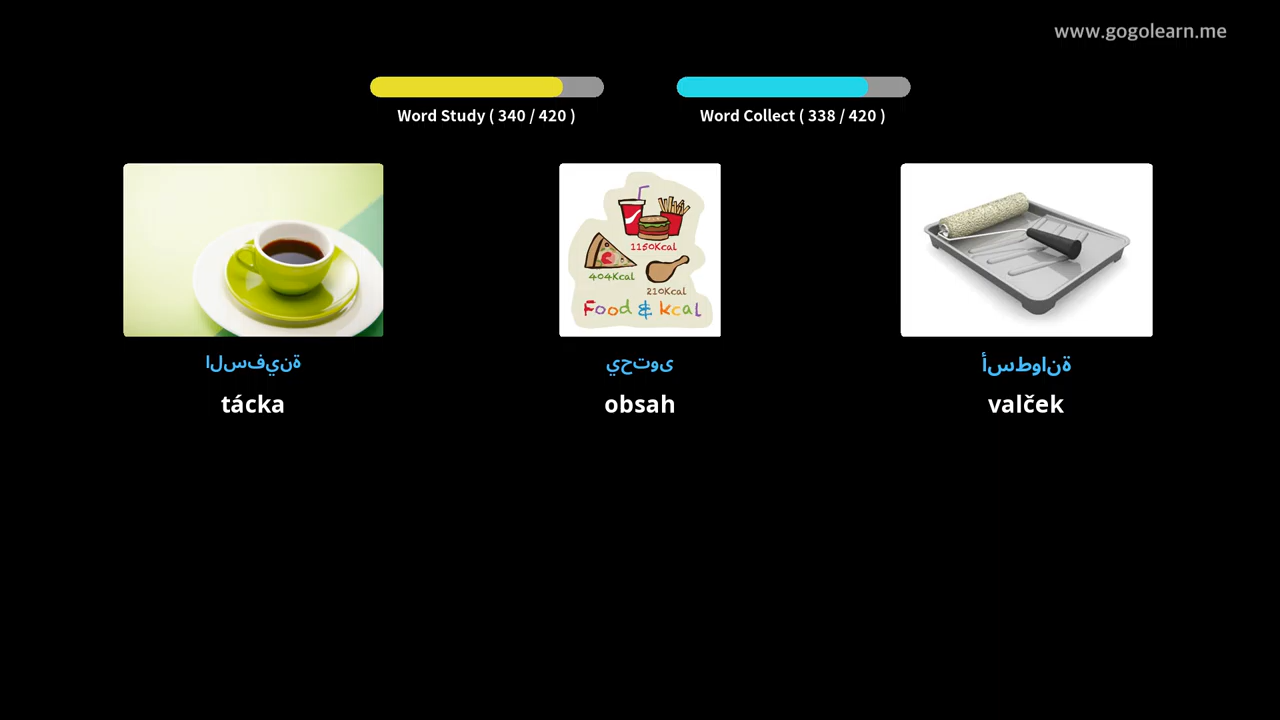 www.gogolearn.me
Word Study ( 340 / 420 )
Word Collect ( 338 / 420 )
1150Kcal
404Kcal
210Kcal
Food & kcal
السفينة
يحتوى
أسطوانة
tácka
obsah
valček